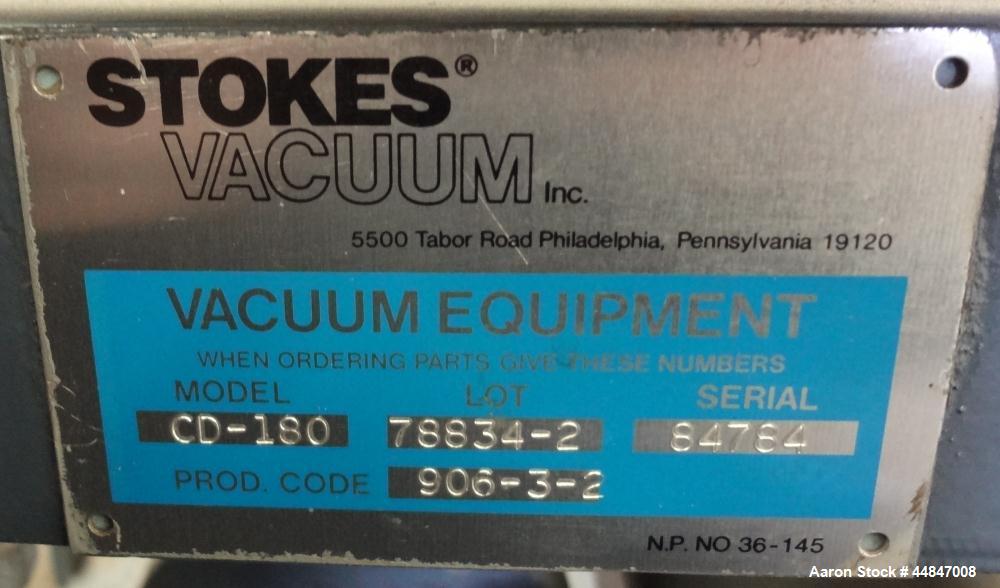 STOKES®
VACUUM Inc.
5500 Tabor Road Philadelphia, Pennsylvania 19120
VACUUM EQUIPMENT
WHEN ORDERING PARTS GIVE THESE NUMBERS
MODEL LOT SERIAL
CD-180 78834-2 84784
PROD. CODE 906-3-2
N.P. NO 36-145
Aaron Stock # 44847008